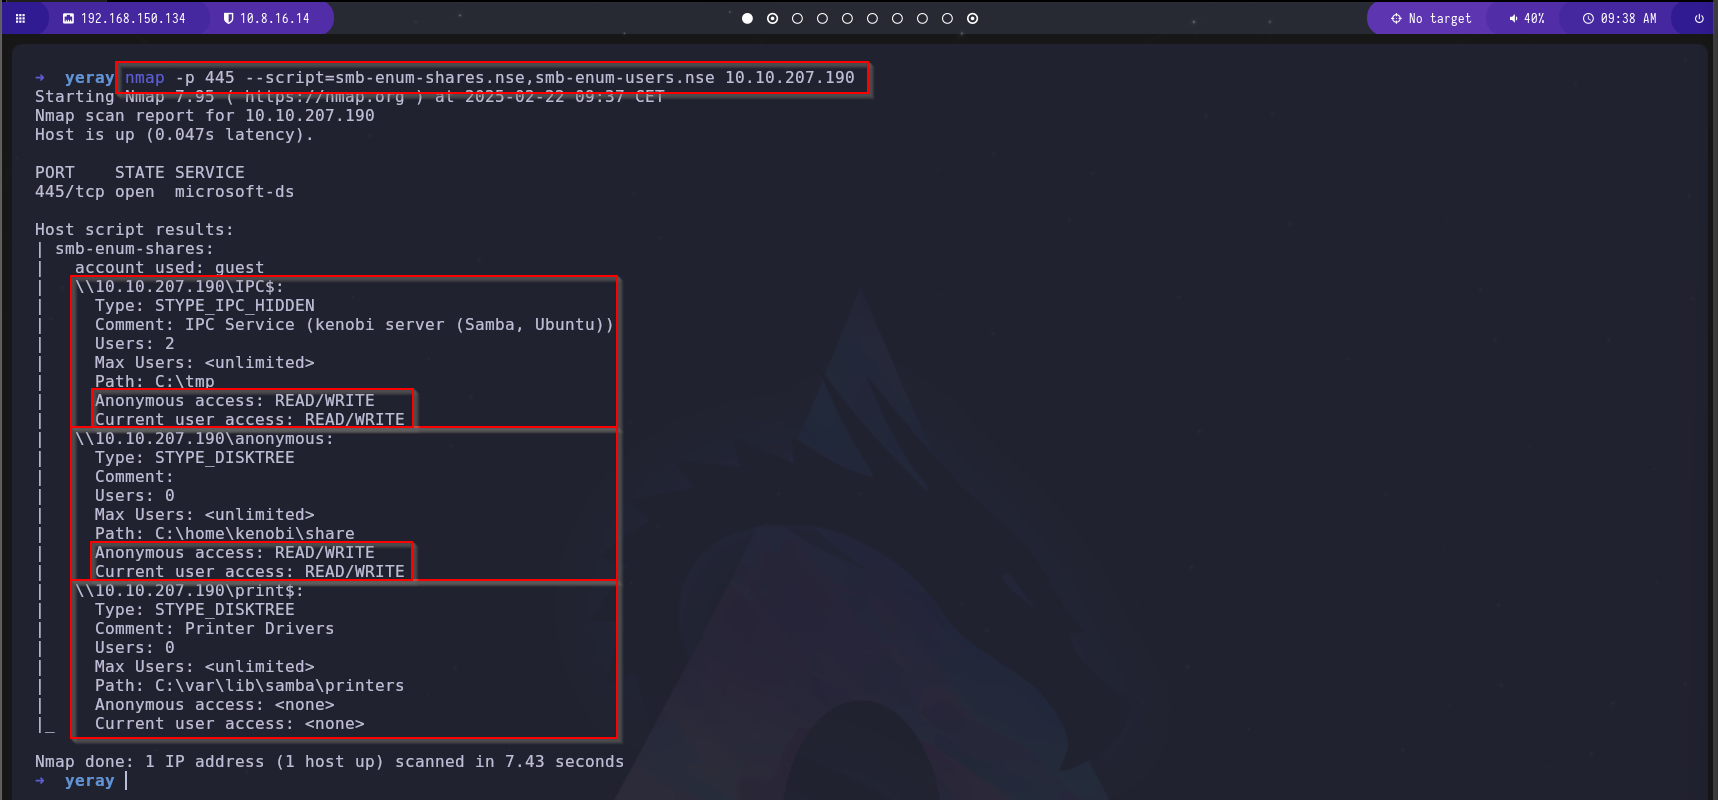 192.168.150.134 10.8.16.14 No target 40% 09:38 AM
→ yeray nmap -p 445 --script=smb-enum-shares.nse,smb-enum-users.nse 10.10.207.190
Starting Nmap 7.95 ( https://nmap.org ) at 2025-02-22 09:37 CET
Nmap scan report for 10.10.207.190
Host is up (0.047s latency).
PORT    STATE SERVICE
445/tcp open  microsoft-ds
Host script results:
| smb-enum-shares:
|   account used: guest
|   \\10.10.207.190\IPC$:
|     Type: STYPE_IPC_HIDDEN
|     Comment: IPC Service (kenobi server (Samba, Ubuntu))
|     Users: 2
|     Max Users: <unlimited>
|     Path: C:\tmp
|     Anonymous access: READ/WRITE
|     Current user access: READ/WRITE
|   \\10.10.207.190\anonymous:
|     Type: STYPE_DISKTREE
|     Comment:
|     Users: 0
|     Max Users: <unlimited>
|     Path: C:\home\kenobi\share
|     Anonymous access: READ/WRITE
|     Current user access: READ/WRITE
|   \\10.10.207.190\print$:
|     Type: STYPE_DISKTREE
|     Comment: Printer Drivers
|     Users: 0
|     Max Users: <unlimited>
|     Path: C:\var\lib\samba\printers
|     Anonymous access: <none>
|_    Current user access: <none>
Nmap done: 1 IP address (1 host up) scanned in 7.43 seconds
→ yeray